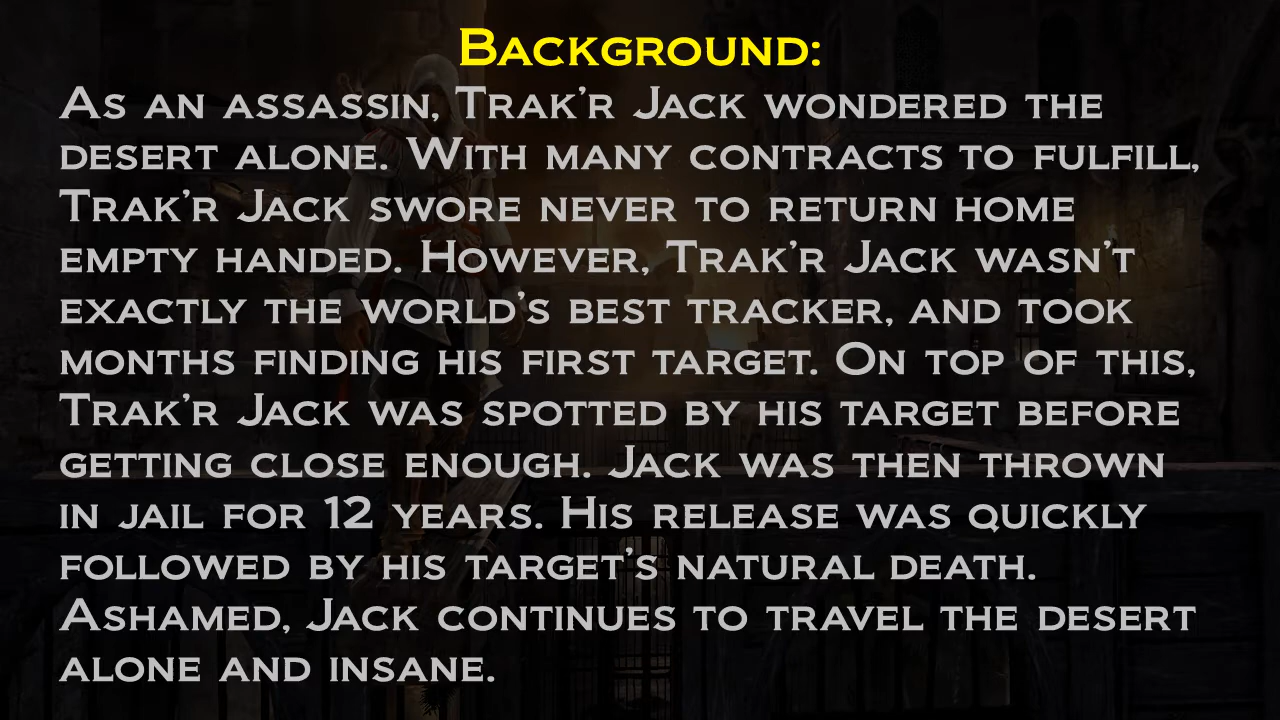 Background:
As an assassin, Trak'r Jack wondered the
desert alone. With many contracts to fulfill,
Trak'r Jack swore never to return home
empty handed. However, Trak'r Jack wasn't
exactly the world's best tracker, and took
months finding his first target. On top of this,
Trak'r Jack was spotted by his target before
getting close enough. Jack was then thrown
in jail for 12 years. His release was quickly
followed by his target's natural death.
Ashamed, Jack continues to travel the desert
alone and insane.